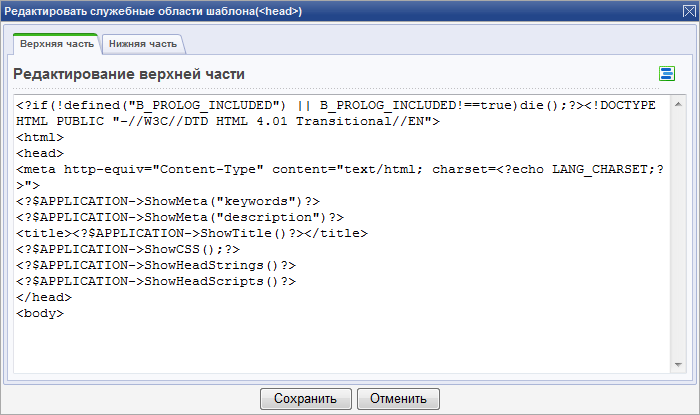 Редактировать служебные области шаблона(<head>)
Верхняя часть Нижняя часть
Редактирование верхней части
<?if(!defined("B_PROLOG_INCLUDED") || B_PROLOG_INCLUDED!==true)die();?><!DOCTYPE
HTML PUBLIC "-//W3C//DTD HTML 4.01 Transitional//EN">
<html>
<head>
<meta http-equiv="Content-Type" content="text/html; charset=<?echo LANG_CHARSET;?
>">
<?$APPLICATION->ShowMeta("keywords")?>
<?$APPLICATION->ShowMeta("description")?>
<title><?$APPLICATION->ShowTitle()?></title>
<?$APPLICATION->ShowCSS();?>
<?$APPLICATION->ShowHeadStrings()?>
<?$APPLICATION->ShowHeadScripts()?>
</head>
<body>
Сохранить Отменить